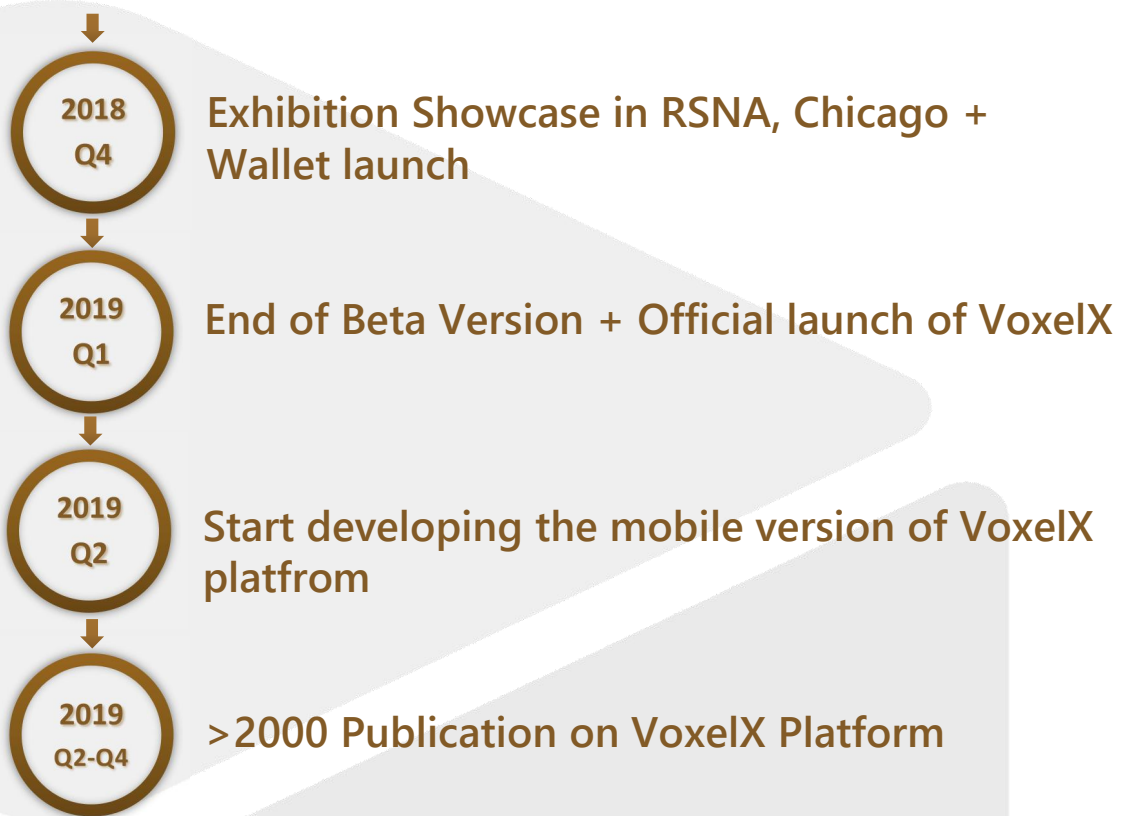 2018
Q4
Exhibition Showcase in RSNA, Chicago +
Wallet launch
2019
Q1
End of Beta Version + Official launch of VoxelX
2019
Q2
Start developing the mobile version of VoxelX
platfrom
2019
Q2-Q4
>2000 Publication on VoxelX Platform